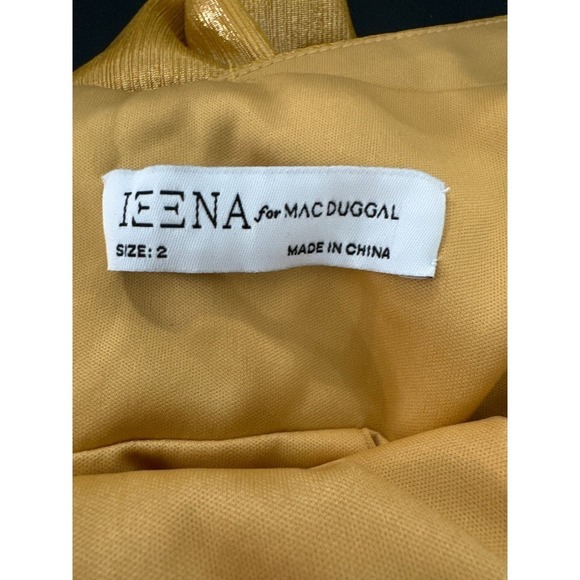 IEENA for MAC DUGGAL
SIZE: 2 MADE IN CHINA